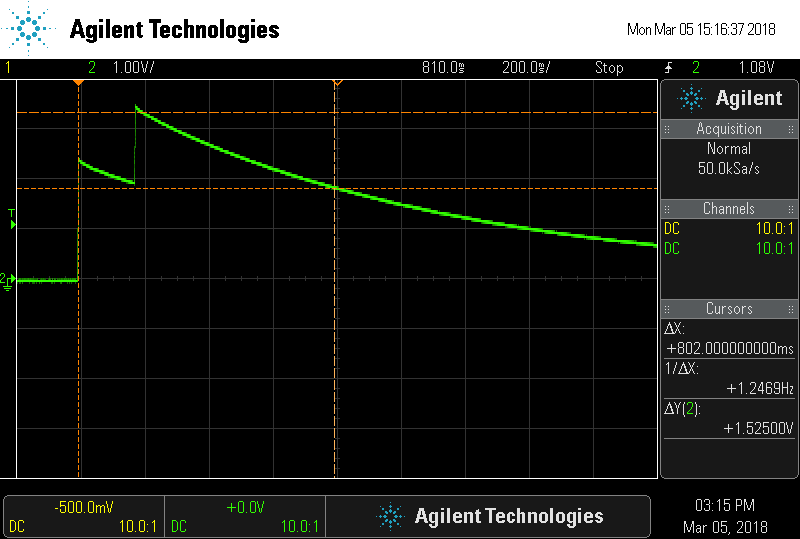 Agilent Technologies
Mon Mar 05 15:16:37 2018
1 2 1.00V/ 810.0ms 200.0ms/ Stop 2 1.08V
Agilent
Acquisition
Normal
50.0kSa/s
Channels
DC 10.0:1
DC 10.0:1
T
2
Cursors
ΔX:
+802.000000000ms
1/ΔX:
+1.2469Hz
ΔY(2):
+1.52500V
-500.0mV
DC 10.0:1
+0.0V
DC 10.0:1
Agilent Technologies
03:15 PM
Mar 05, 2018